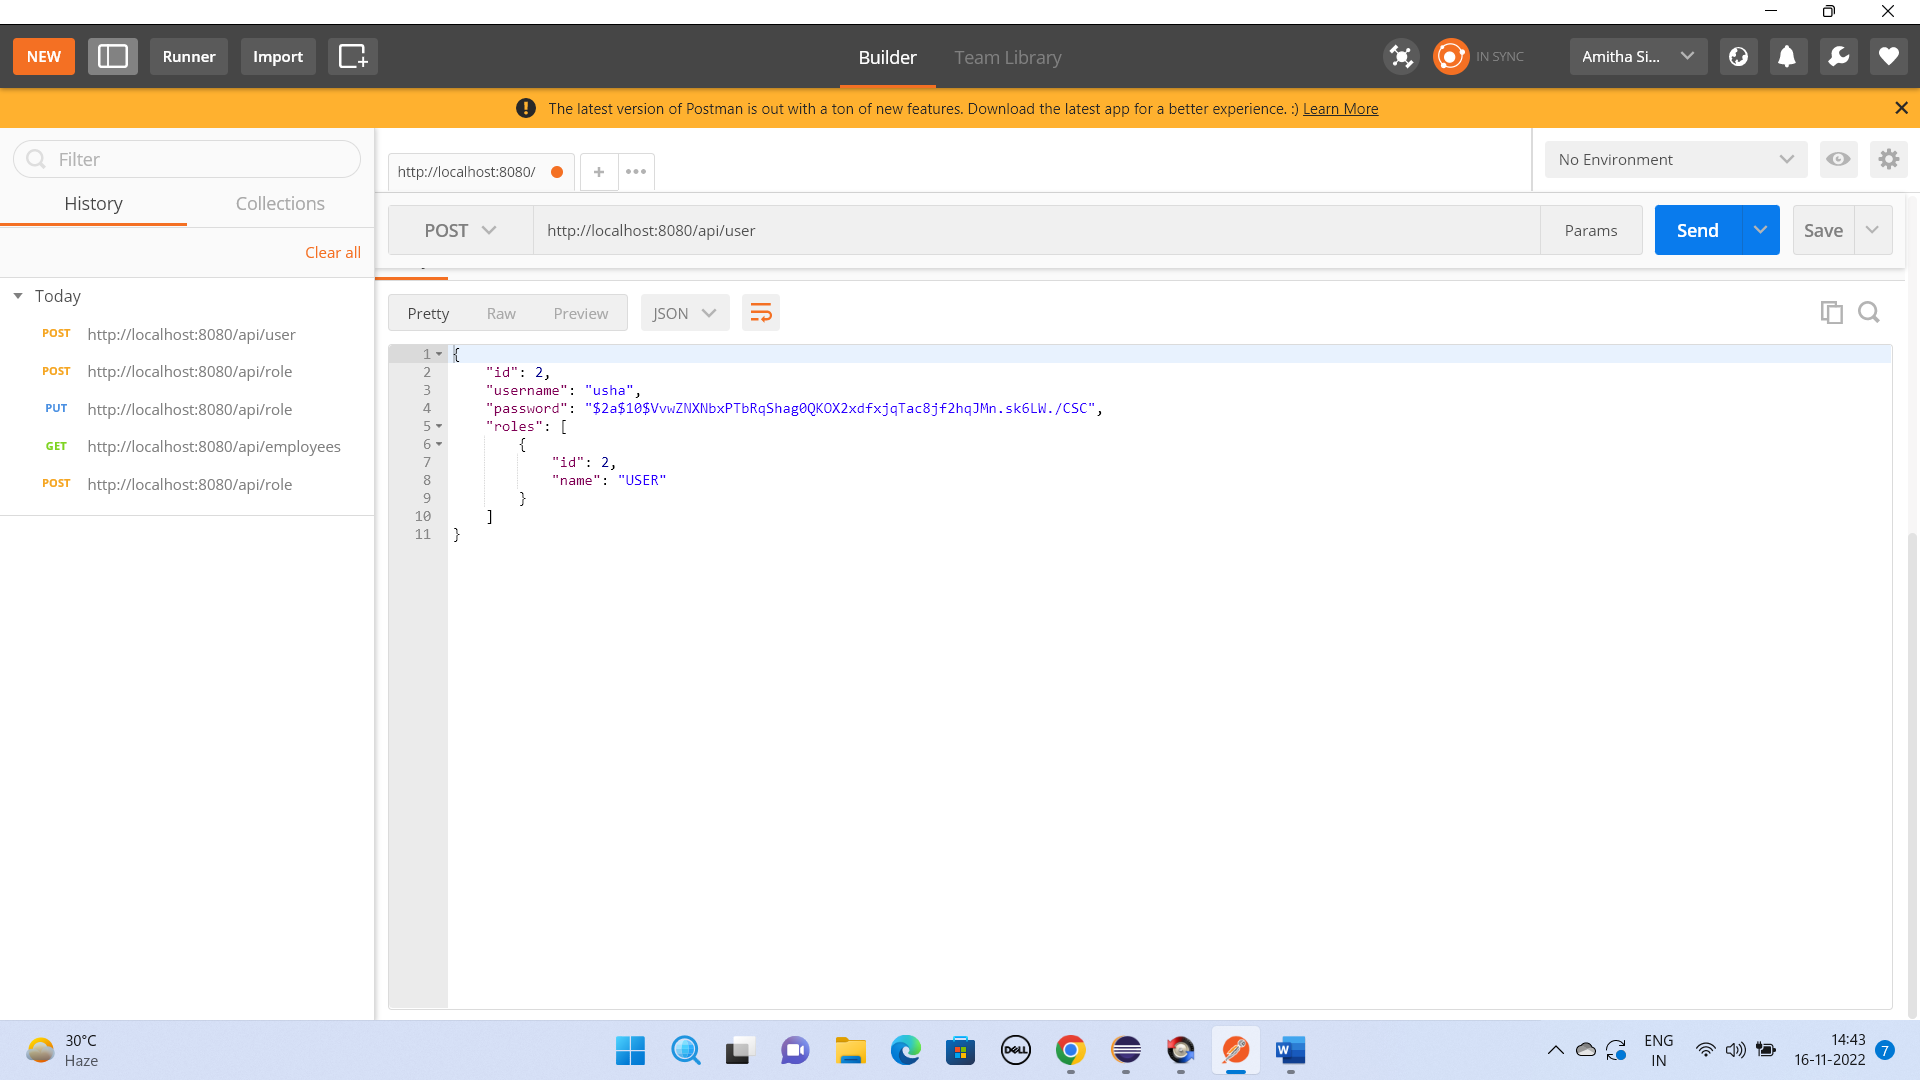 NEW
Runner
Import
Builder
Team Library
IN SYNC
Amitha Si...
The latest version of Postman is out with a ton of new features. Download the latest app for a better experience. :) Learn More
Filter
History
Collections
Clear all
Today
POST http://localhost:8080/api/user
POST http://localhost:8080/api/role
PUT http://localhost:8080/api/role
GET http://localhost:8080/api/employees
POST http://localhost:8080/api/role
http://localhost:8080/
No Environment
POST
http://localhost:8080/api/user
Params
Send
Save
Pretty
Raw
Preview
JSON
1 {
2 "id": 2,
3 "username": "usha",
4 "password": "$2a$10$VvwZNXNbxPTbRqShag0QKOX2xdfxjqTac8jf2hqJMn.sk6LW./CSC",
5 "roles": [
6 {
7 "id": 2,
8 "name": "USER"
9 }
10 ]
11 }
30°C
Haze
DELL
W
ENG
IN
14:43
16-11-2022
7